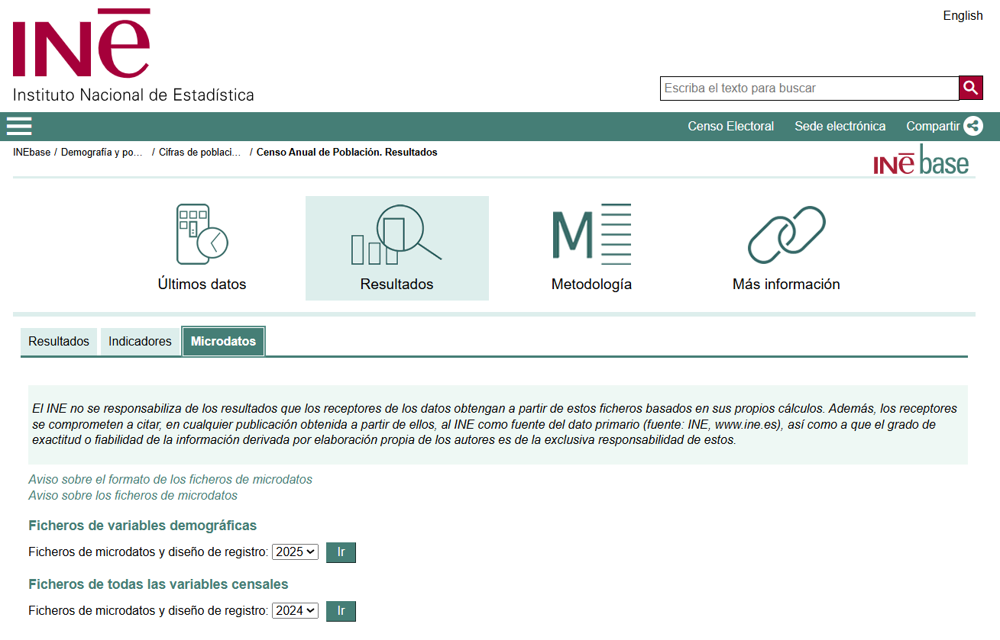 INe
Instituto Nacional de Estadística
English
Escriba el texto para buscar
Censo Electoral Sede electrónica Compartir
INEbase / Demografía y po… / Cifras de poblaci… / Censo Anual de Población. Resultados
INe base
Últimos datos
Resultados
M
Metodología
Más información
Resultados Indicadores Microdatos
El INE no se responsabiliza de los resultados que los receptores de los datos obtengan a partir de estos ficheros basados en sus propios cálculos. Además, los receptores
se comprometen a citar, en cualquier publicación obtenida a partir de ellos, al INE como fuente del dato primario (fuente: INE, www.ine.es), así como a que el grado de
exactitud o fiabilidad de la información derivada por elaboración propia de los autores es de la exclusiva responsabilidad de estos.
Aviso sobre el formato de los ficheros de microdatos
Aviso sobre los ficheros de microdatos
Ficheros de variables demográficas
Ficheros de microdatos y diseño de registro: 2025 Ir
Ficheros de todas las variables censales
Ficheros de microdatos y diseño de registro: 2024 Ir